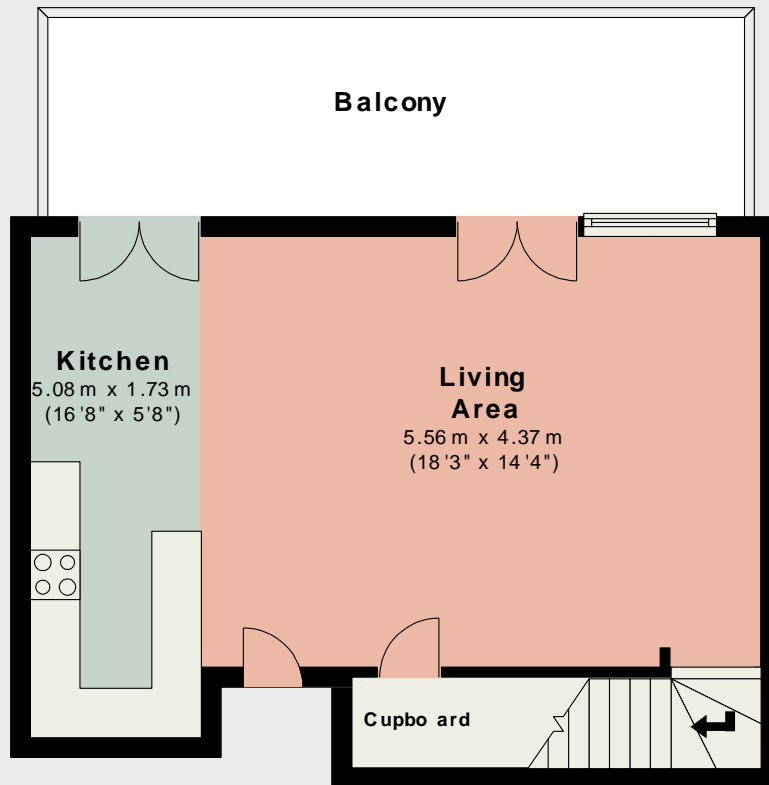 Balcony
Kitchen
5.08 m x 1.73 m
(16'8" x 5'8")
Living
Area
5.56 m x 4.37 m
(18'3" x 14'4")
Cupbo ard